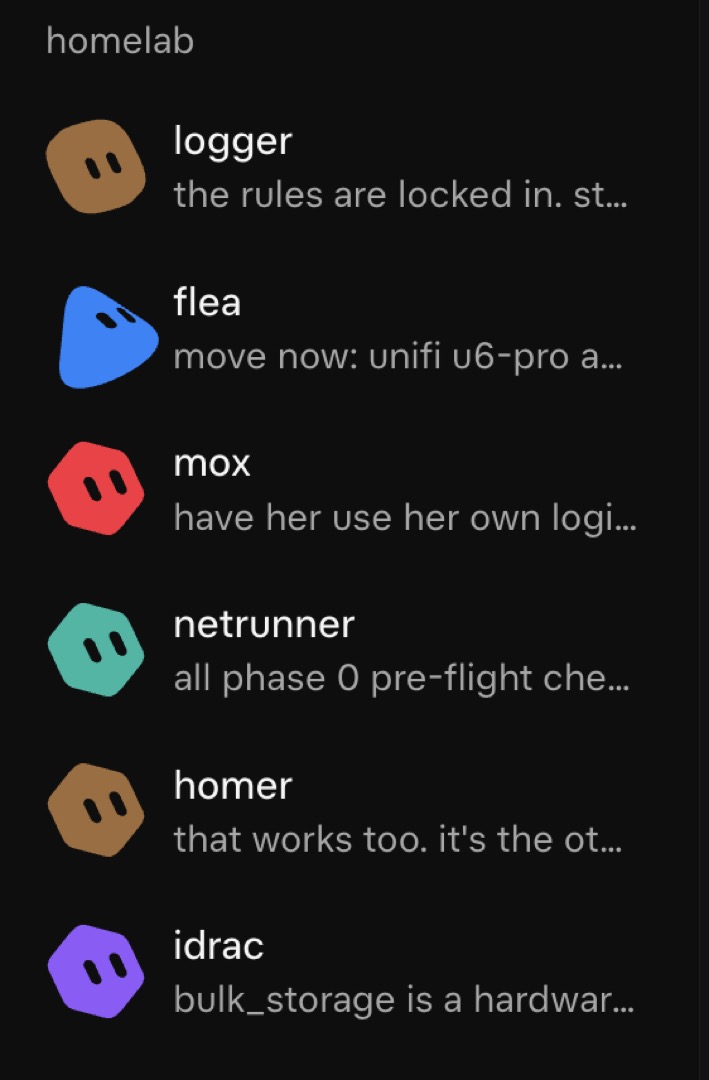 homelab
logger
the rules are locked in. st...
flea
move now: unifi u6-pro a...
mox
have her use her own logi...
netrunner
all phase 0 pre-flight che...
homer
that works too. it's the ot...
idrac
bulk_storage is a hardwar...